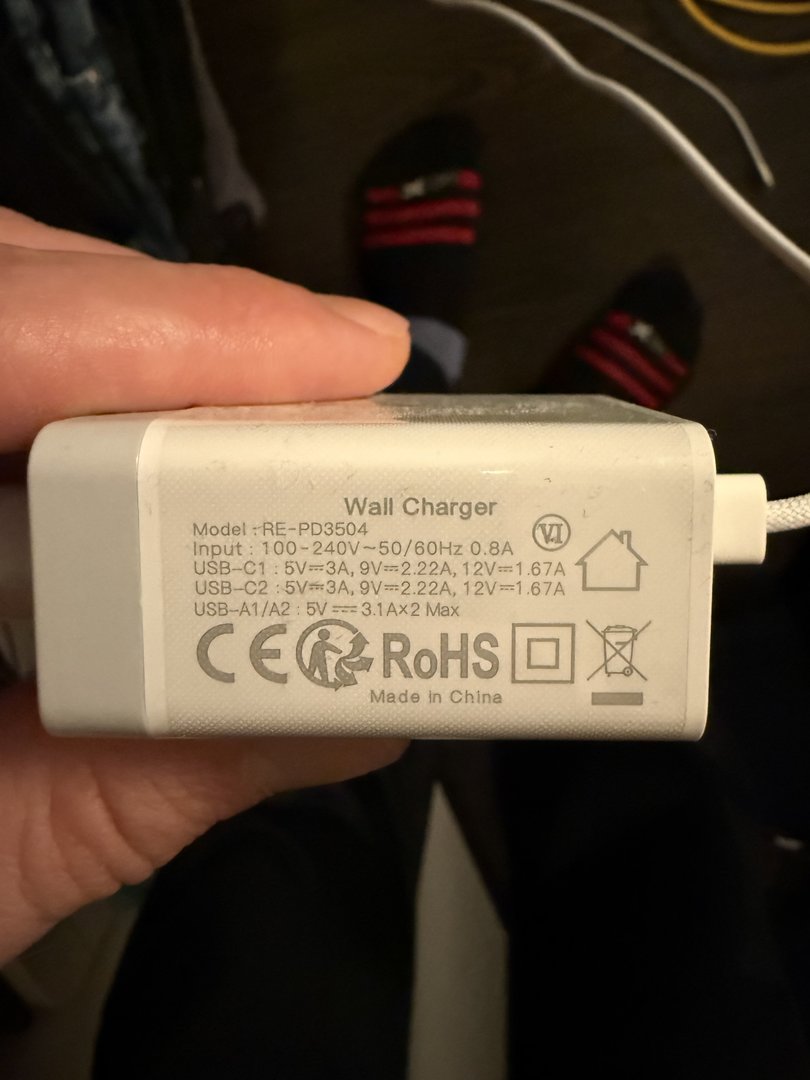 Wall Charger
Model : RE-PD3504
Input : 100-240V~50/60Hz 0.8A
VI
USB-C1 : 5V⎓3A, 9V⎓2.22A, 12V⎓1.67A
USB-C2 : 5V⎓3A, 9V⎓2.22A, 12V⎓1.67A
USB-A1/A2 : 5V ⎓ 3.1A×2 Max
CE RoHS
Made in China